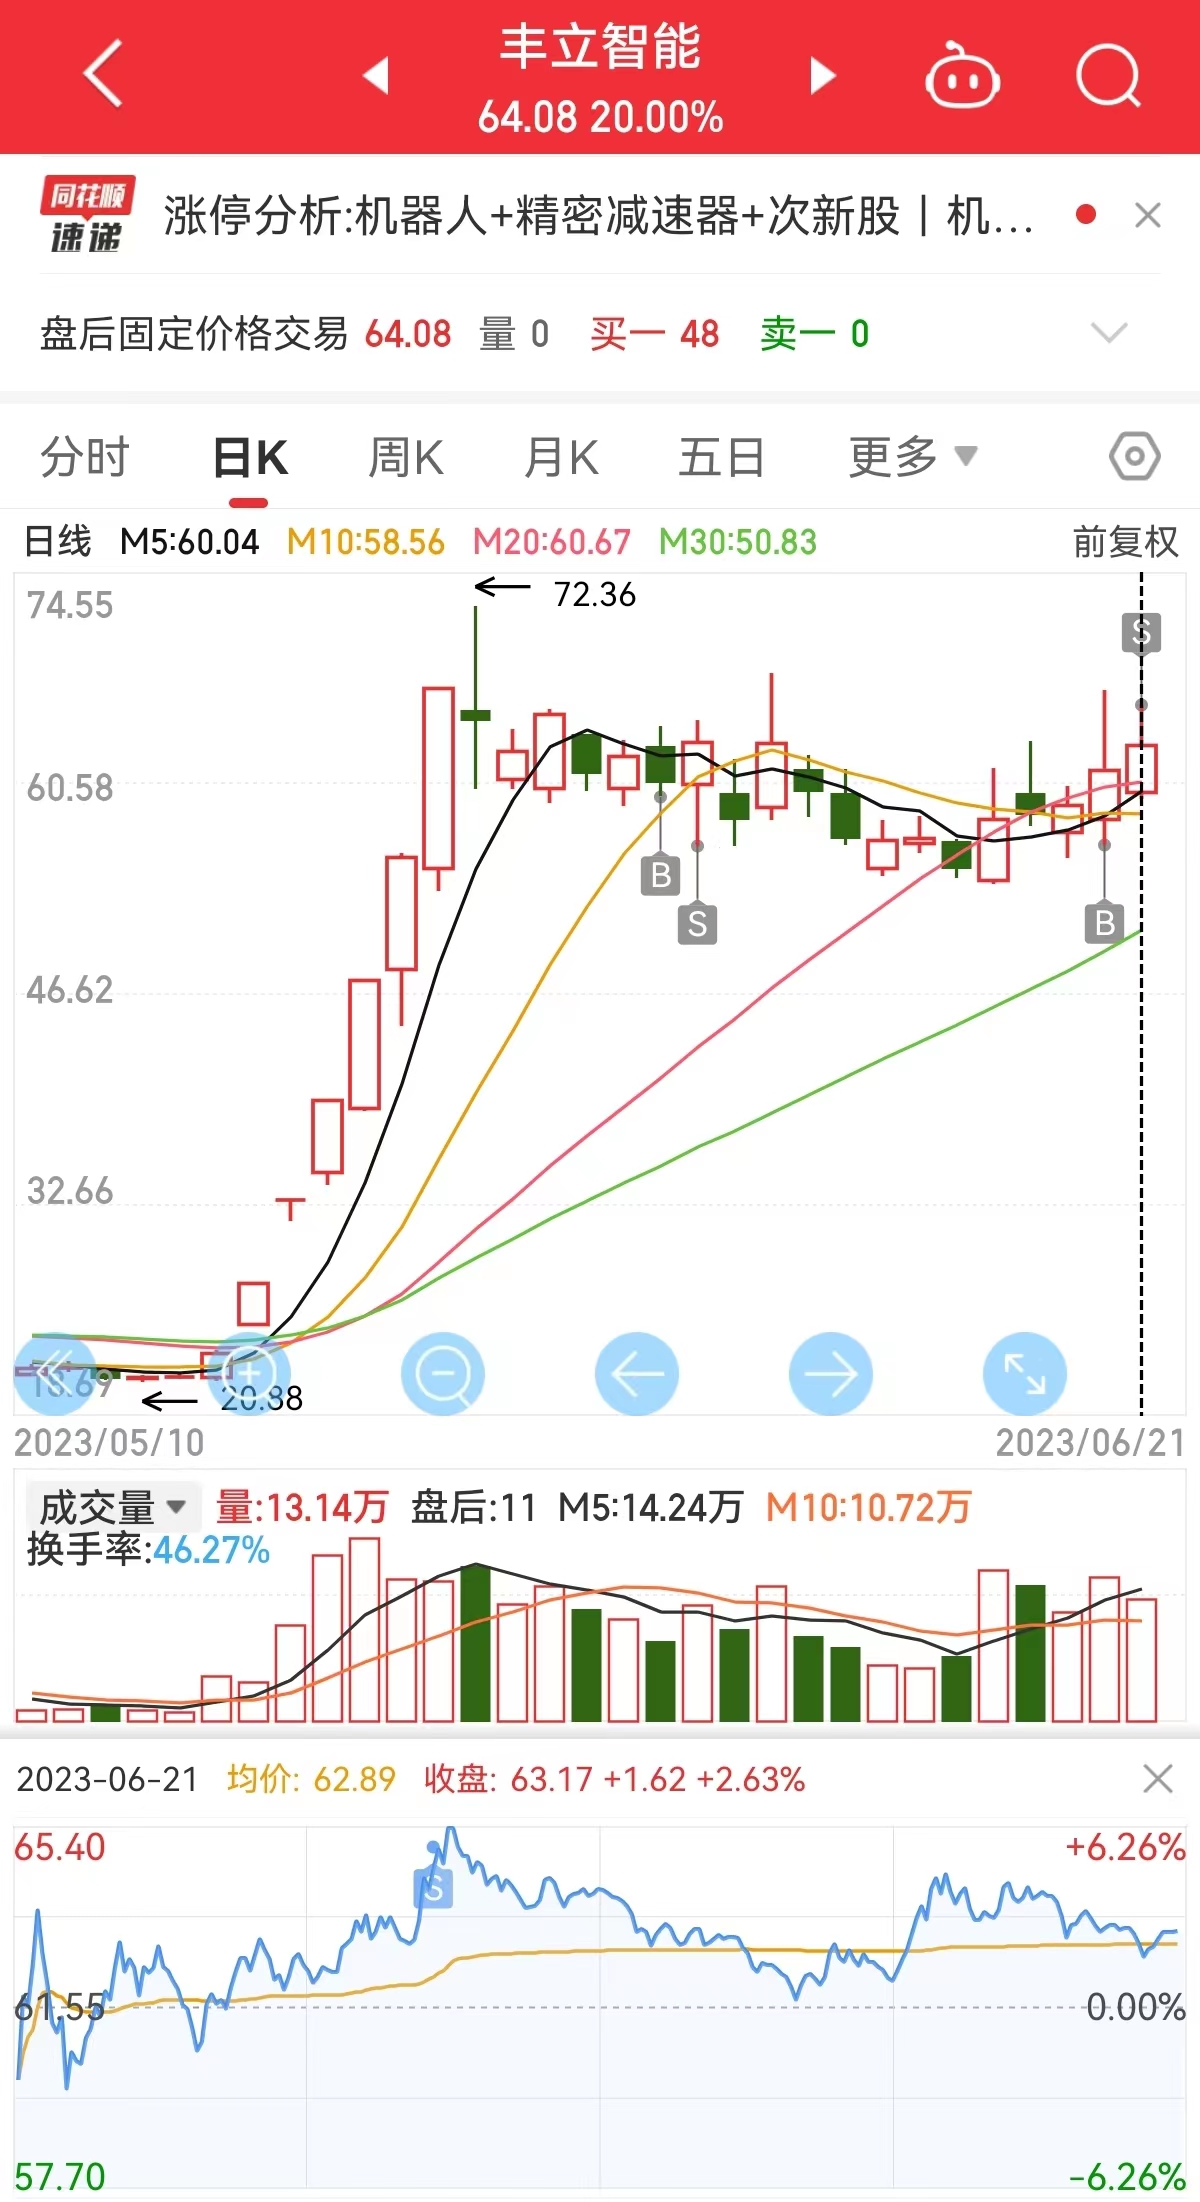 丰立智能
64.08 20.00%
同花顺
速递
涨停分析:机器人+精密减速器+次新股｜机...
盘后固定价格交易 64.08 量 0 买一 48 卖一 0
分时 日K 周K 月K 五日 更多
日线 M5:60.04 M10:58.56 M20:60.67 M30:50.83 前复权
74.55
72.36
S
60.58
B
S
B
46.62
32.66
18.69
20.38
2023/05/10 2023/06/21
成交量 量:13.14万 盘后:11 M5:14.24万 M10:10.72万
换手率:46.27%
2023-06-21 均价: 62.89 收盘: 63.17 +1.62 +2.63%
65.40 +6.26%
S
61.55 0.00%
57.70 -6.26%